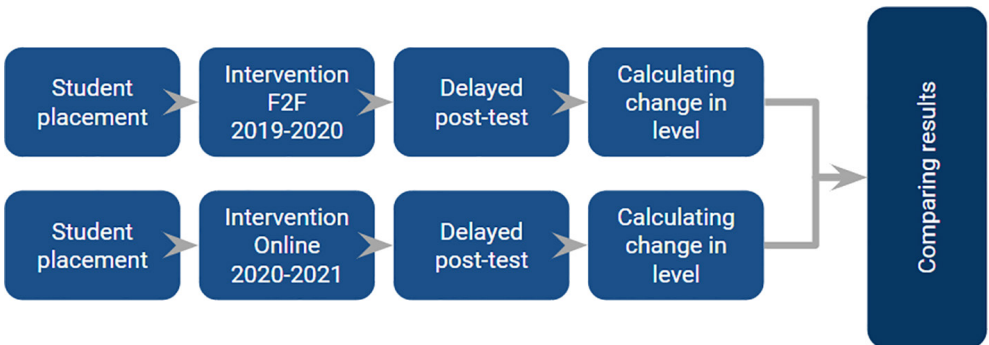 Student
placement
Intervention
F2F
2019-2020
Delayed
post-test
Calculating
change in
level
Student
placement
Intervention
Online
2020-2021
Delayed
post-test
Calculating
change in
level
Comparing results